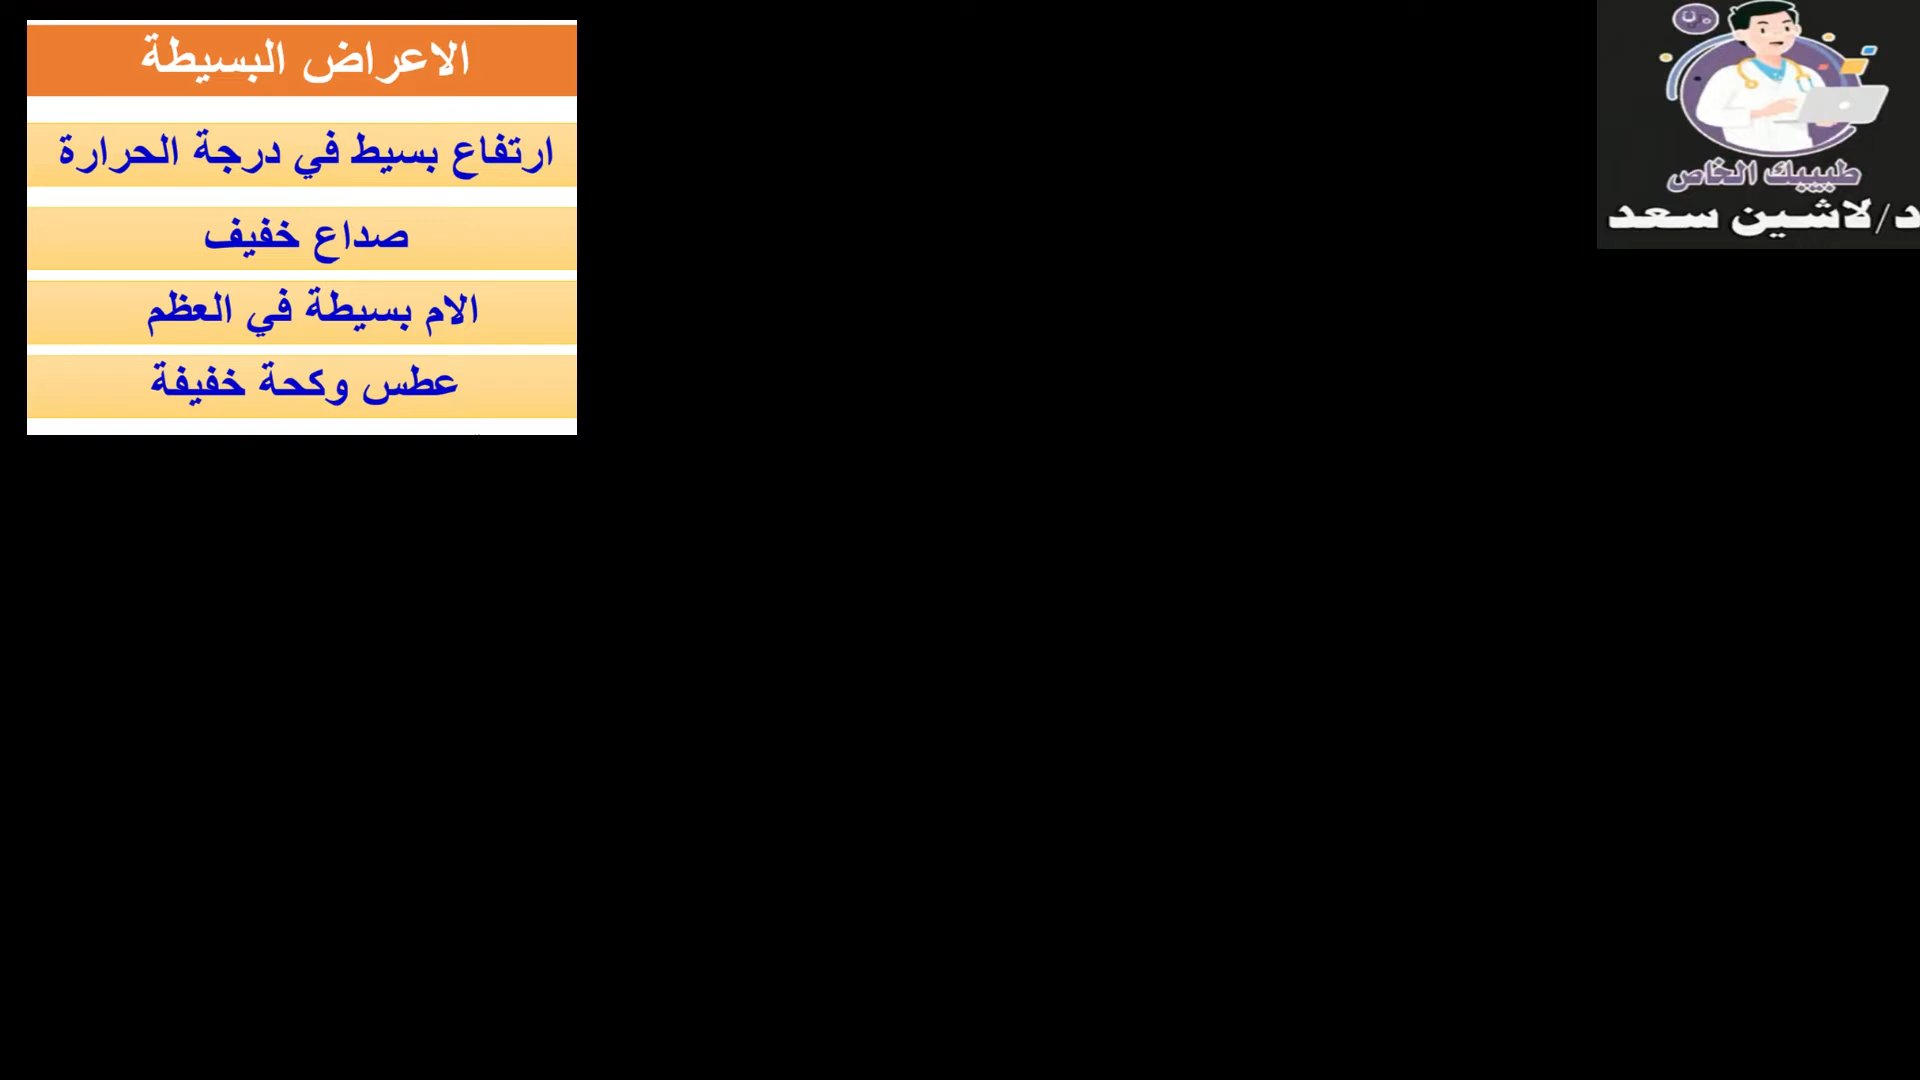 الاعراض البسيطة
ارتفاع بسيط في درجة الحرارة
صداع خفيف
الام بسيطة في العظم
عطس وكحة خفيفة
طبيبك الخاص
د/لاشين سعد